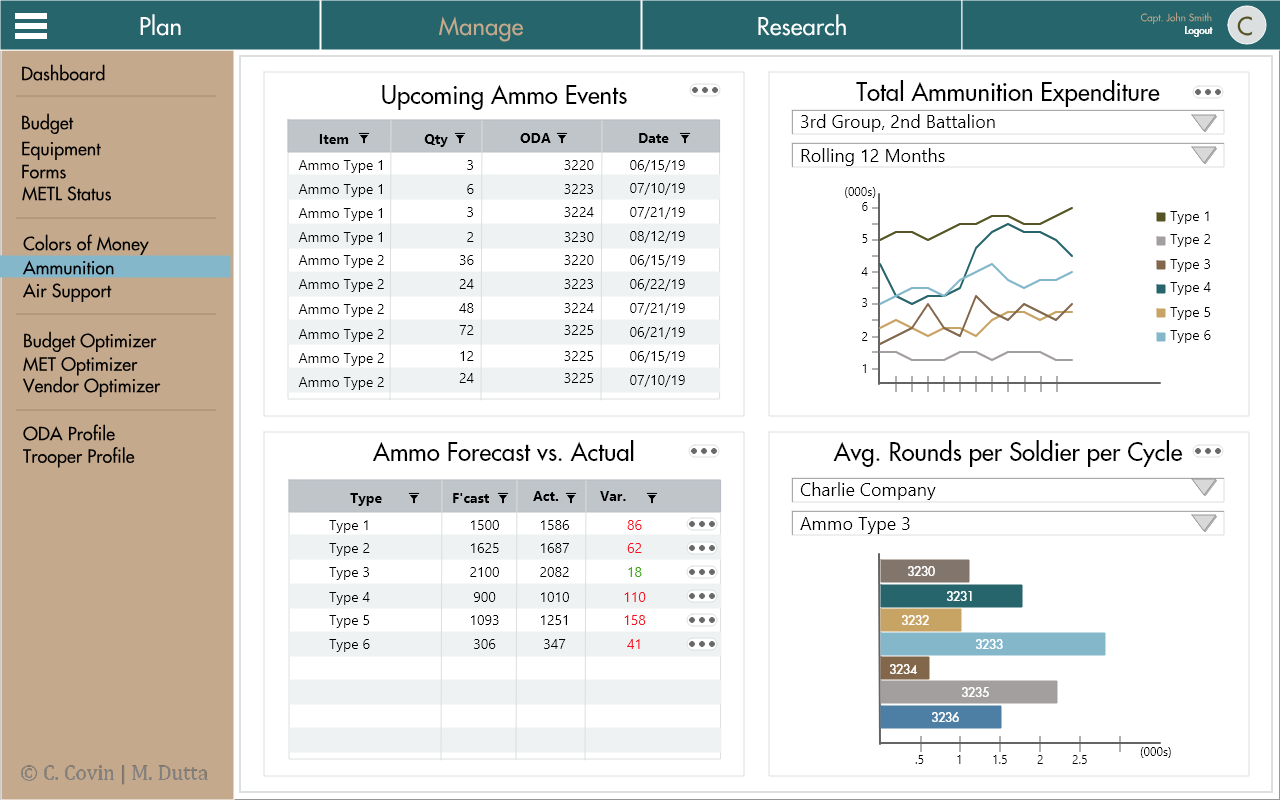 Plan Manage Research Capt. John Smith
Logout
C
Dashboard
Budget
Equipment
Forms
METL Status
Colors of Money
Ammunition
Air Support
Budget Optimizer
MET Optimizer
Vendor Optimizer
ODA Profile
Trooper Profile
© C. Covin | M. Dutta
Upcoming Ammo Events
Item Qty ODA Date
Ammo Type 1 3 3220 06/15/19
Ammo Type 1 6 3223 07/10/19
Ammo Type 1 3 3224 07/21/19
Ammo Type 1 2 3230 08/12/19
Ammo Type 2 36 3220 06/15/19
Ammo Type 2 24 3223 06/22/19
Ammo Type 2 48 3224 07/21/19
Ammo Type 2 72 3225 06/21/19
Ammo Type 2 12 3225 06/15/19
Ammo Type 2 24 3225 07/10/19
Total Ammunition Expenditure
3rd Group, 2nd Battalion
Rolling 12 Months
(000s)
6
5
4
3
2
1
Type 1
Type 2
Type 3
Type 4
Type 5
Type 6
Ammo Forecast vs. Actual
Type F'cast Act. Var.
Type 1 1500 1586 86
Type 2 1625 1687 62
Type 3 2100 2082 18
Type 4 900 1010 110
Type 5 1093 1251 158
Type 6 306 347 41
Avg. Rounds per Soldier per Cycle
Charlie Company
Ammo Type 3
3230
3231
3232
3233
3234
3235
3236
.5 1 1.5 2 2.5 (000s)